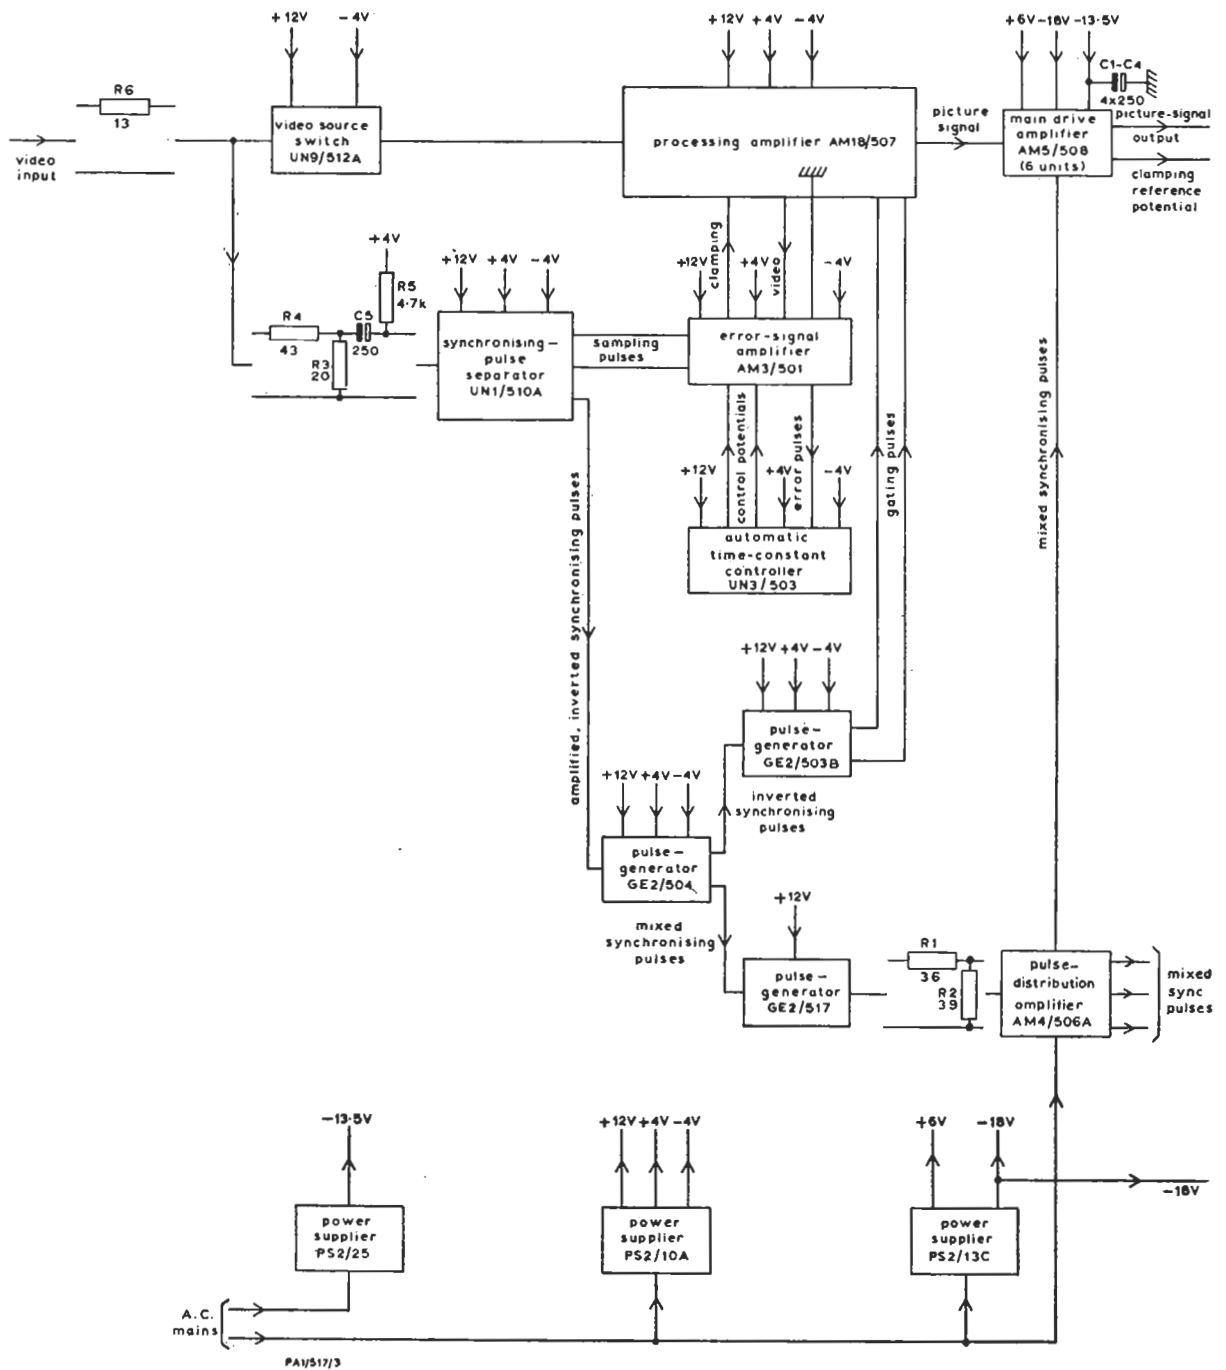 +12V
-4V
+12V
+4V
-4V
+6V
-18V
-13·5V
C1-C4
4x250
R6
13
video
input
video source
switch
UN9/512A
processing amplifier AM18/507
picture
signal
main drive
amplifier
AM5/508
(6 units)
picture-signal
output
clamping
reference
potential
+4V
R5
4·7k
R4
43
C5
250
R3
20
+12V
+4V
-4V
synchronising-
pulse
separator
UN1/510A
sampling
pulses
clamping
video
+12V
+4V
-4V
error-signal
amplifier
AM3/501
control potentials
error pulses
gating pulses
mixed synchronising pulses
+12V
+4V
-4V
automatic
time-constant
controller
UN3/503
amplified, inverted synchronising pulses
+12V
+4V
-4V
pulse-
generator
GE2/503B
inverted
synchronising
pulses
+12V
+4V
-4V
pulse-
generator
GE2/504
mixed
synchronising
pulses
+12V
pulse-
generator
GE2/517
R1
36
R2
39
pulse-
distribution
amplifier
AM4/506A
mixed
sync
pulses
-13·5V
power
supplier
PS2/25
+12V
+4V
-4V
power
supplier
PS2/10A
+6V
-18V
power
supplier
PS2/13C
-18V
A.C.
mains
PA1/517/3